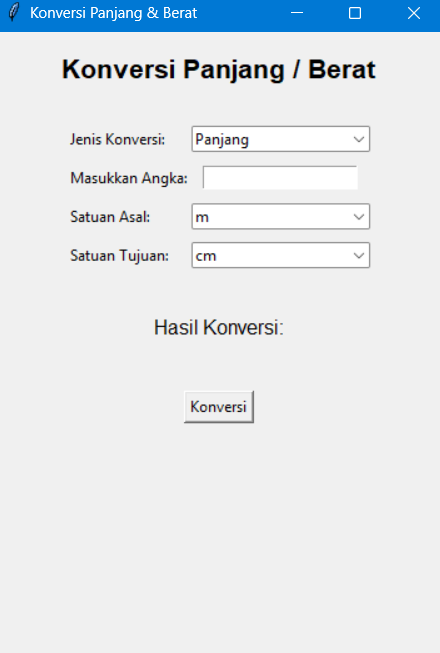 Konversi Panjang & Berat
Konversi Panjang / Berat
Jenis Konversi: Panjang
Masukkan Angka:
Satuan Asal: m
Satuan Tujuan: cm
Hasil Konversi:
Konversi